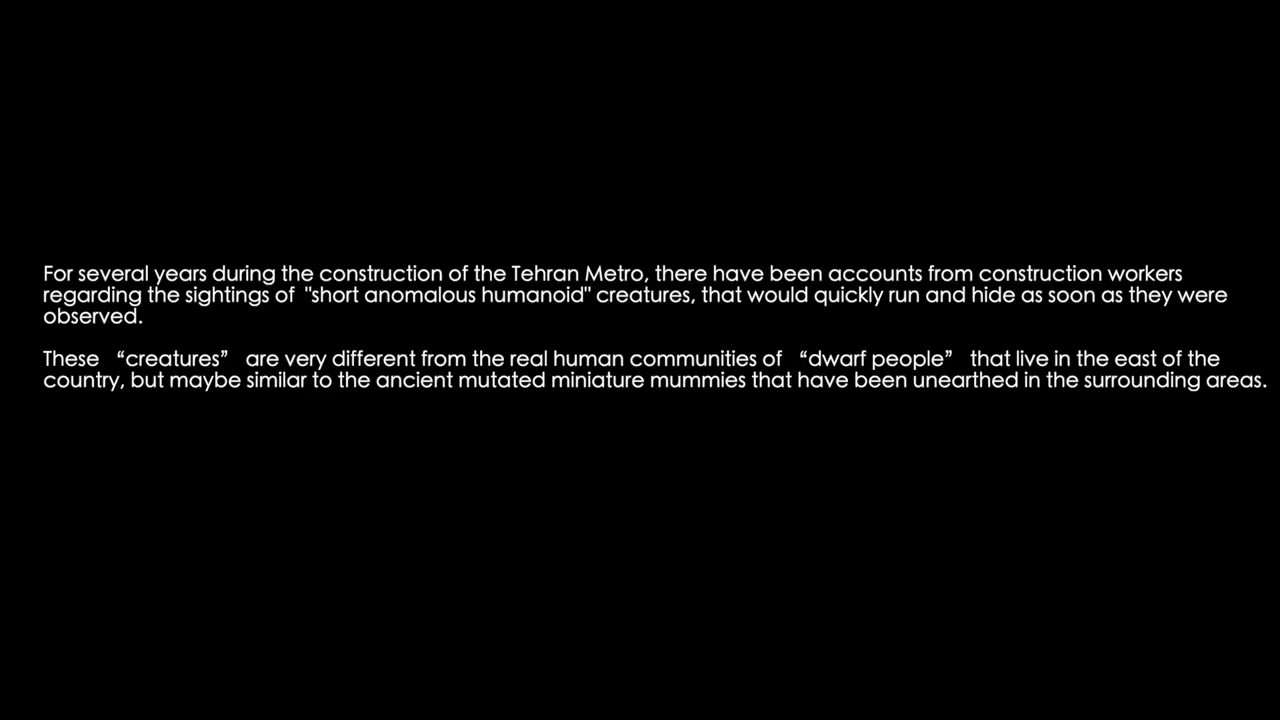 For several years during the construction of the Tehran Metro, there have been accounts from construction workers
regarding the sightings of "short anomalous humanoid" creatures, that would quickly run and hide as soon as they were
observed.
These “creatures” are very different from the real human communities of “dwarf people” that live in the east of the
country, but maybe similar to the ancient mutated miniature mummies that have been unearthed in the surrounding areas.